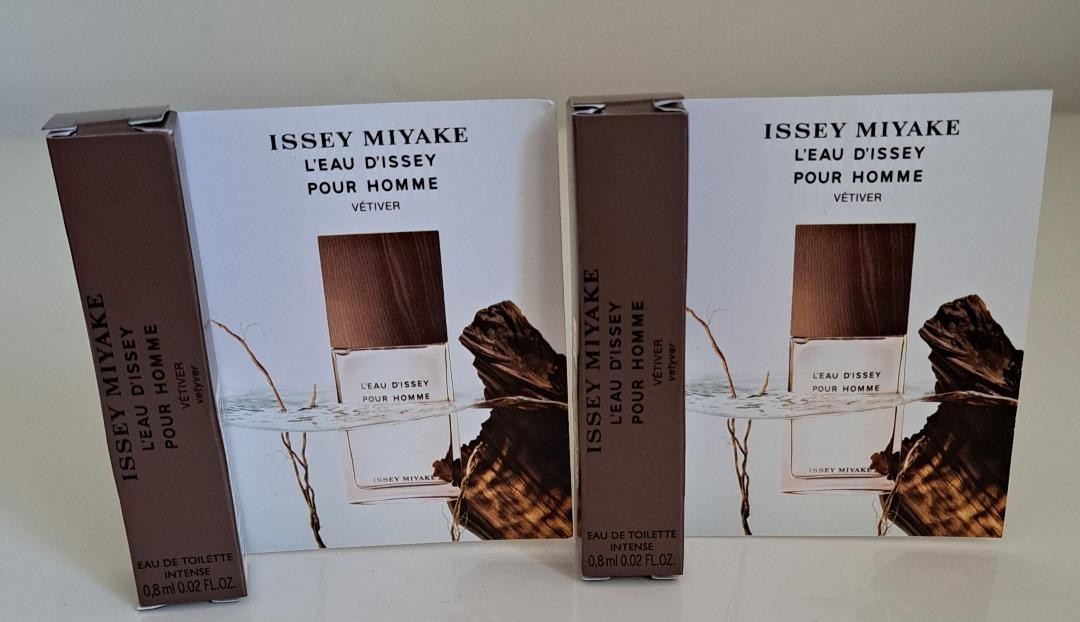 ISSEY MIYAKE
L'EAU D'ISSEY
POUR HOMME
VÉTIVER
vetyver
EAU DE TOILETTE
INTENSE
0,8 ml 0.02 FL.OZ.
ISSEY MIYAKE
L'EAU D'ISSEY
POUR HOMME
VÉTIVER
L'EAU D'ISSEY
POUR HOMME
ISSEY MIYAKE
ISSEY MIYAKE
L'EAU D'ISSEY
POUR HOMME
VÉTIVER
vetyver
EAU DE TOILETTE
INTENSE
0,8 ml 0.02 FL.OZ.
ISSEY MIYAKE
L'EAU D'ISSEY
POUR HOMME
VÉTIVER
L'EAU D'ISSEY
POUR HOMME
ISSEY MIYAKE